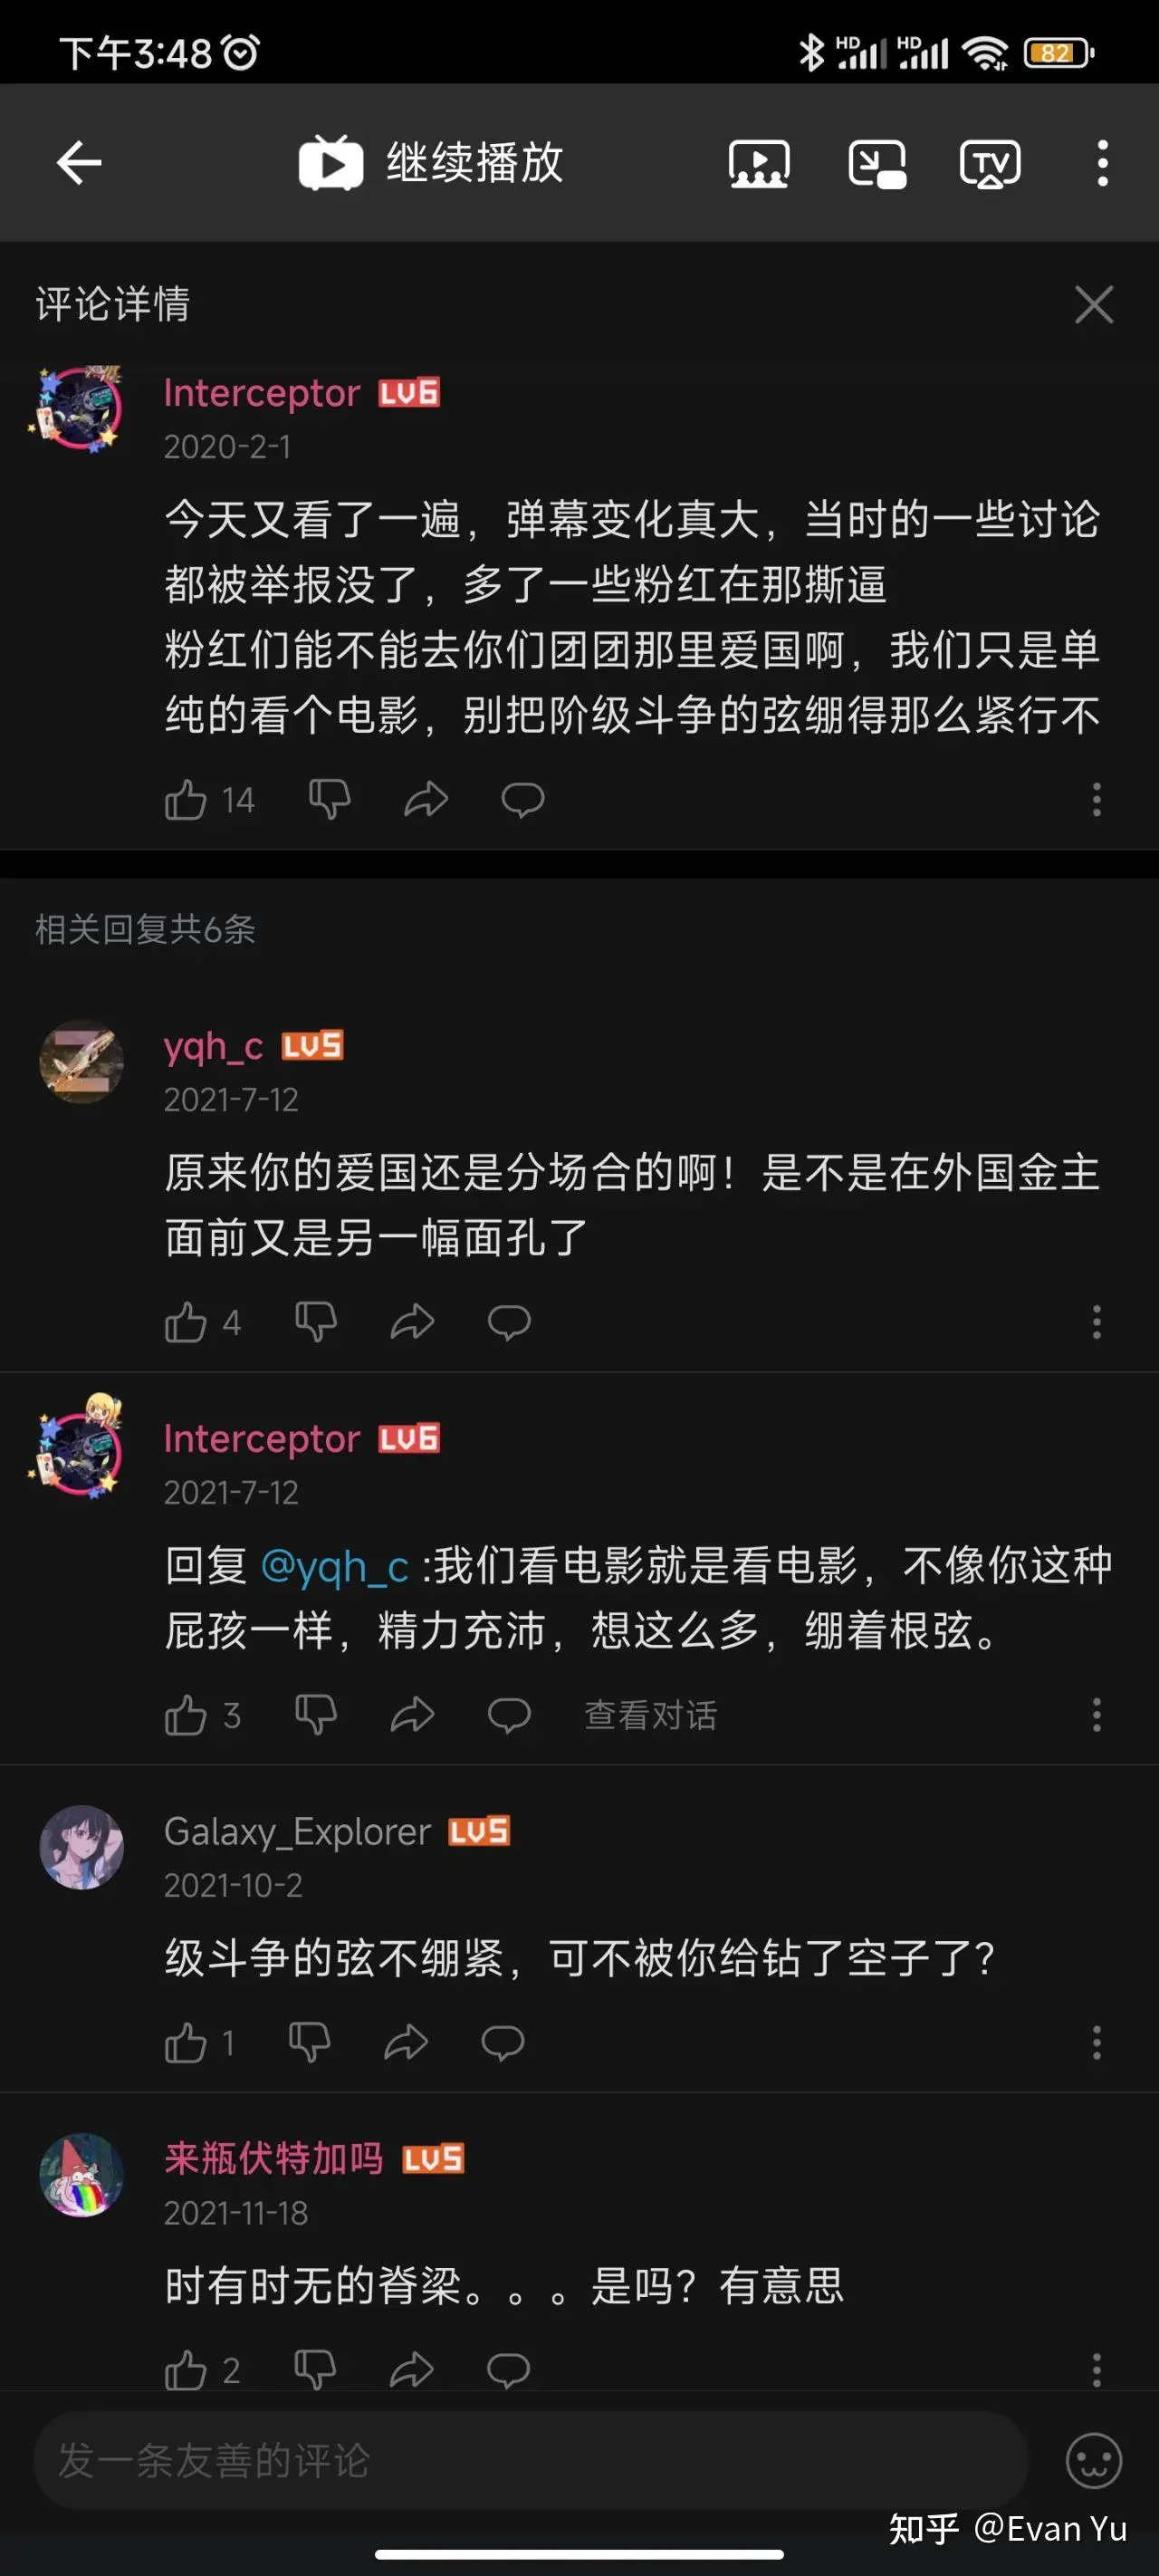 下午3:48
HD HD 82
继续播放
TV
评论详情
Interceptor LV6
2020-2-1
今天又看了一遍，弹幕变化真大，当时的一些讨论
都被举报没了，多了一些粉红在那撕逼
粉红们能不能去你们团团那里爱国啊，我们只是单
纯的看个电影，别把阶级斗争的弦绷得那么紧行不
14
相关回复共6条
yqh_c LV5
2021-7-12
原来你的爱国还是分场合的啊！是不是在外国金主
面前又是另一幅面孔了
4
Interceptor LV6
2021-7-12
回复 @yqh_c :我们看电影就是看电影，不像你这种
屁孩一样，精力充沛，想这么多，绷着根弦。
3 查看对话
Galaxy_Explorer LV5
2021-10-2
级斗争的弦不绷紧，可不被你给钻了空子了？
1
来瓶伏特加吗 LV5
2021-11-18
时有时无的脊梁。。。是吗？有意思
2
发一条友善的评论
知乎 @Evan Yu